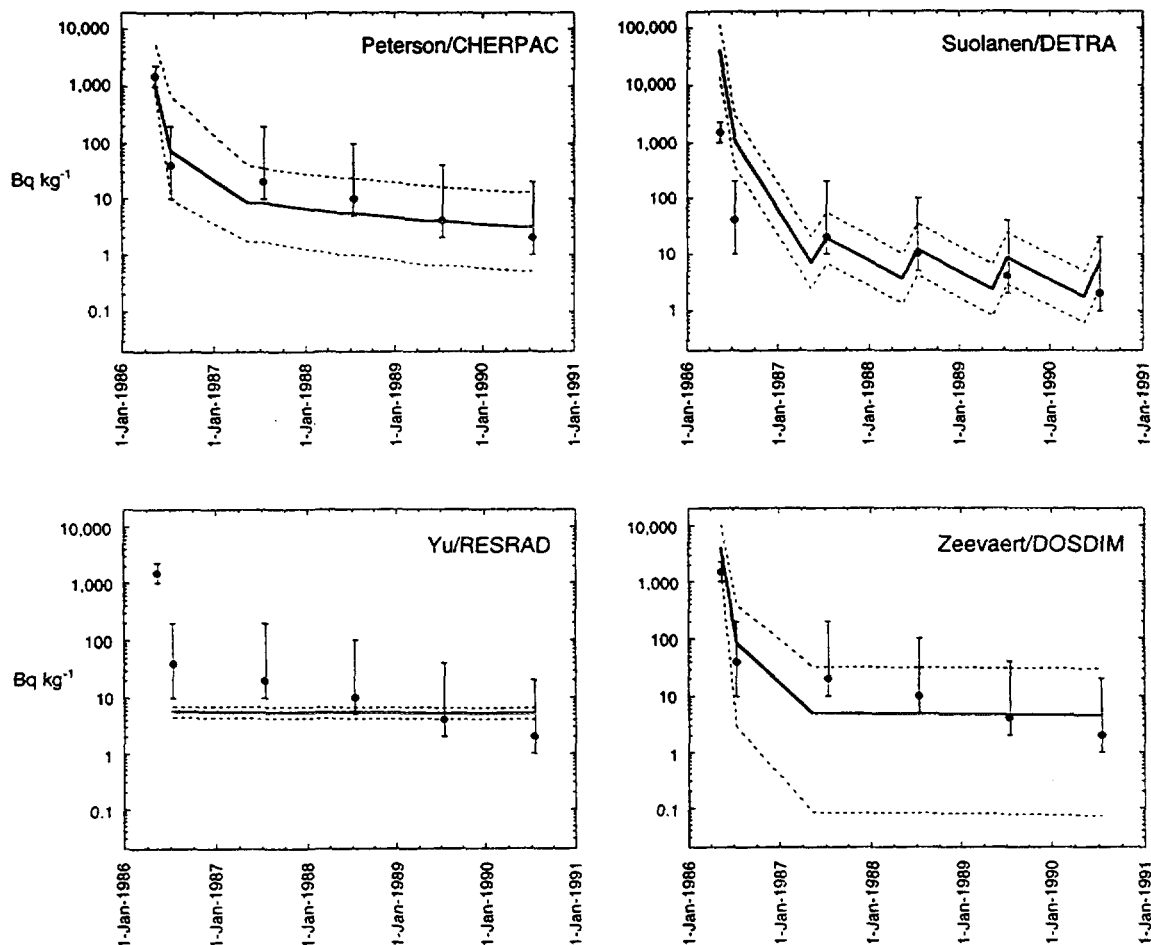 Peterson/CHERPAC
10,000
1,000
100
10
1
0.1
Bq kg⁻¹
1-Jan-1986
1-Jan-1987
1-Jan-1988
1-Jan-1989
1-Jan-1990
1-Jan-1991
Suolanen/DETRA
100,000
10,000
1,000
100
10
1
1-Jan-1986
1-Jan-1987
1-Jan-1988
1-Jan-1989
1-Jan-1990
1-Jan-1991
Yu/RESRAD
10,000
1,000
100
10
1
0.1
Bq kg⁻¹
1-Jan-1986
1-Jan-1987
1-Jan-1988
1-Jan-1989
1-Jan-1990
1-Jan-1991
Zeevaert/DOSDIM
10,000
1,000
100
10
1
0.1
1-Jan-1986
1-Jan-1987
1-Jan-1988
1-Jan-1989
1-Jan-1990
1-Jan-1991